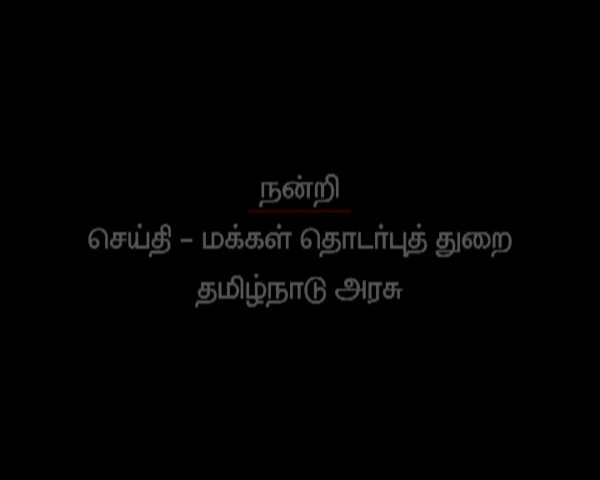 நன்றி
செய்தி – மக்கள் தொடர்புத் துறை
தமிழ்நாடு அரசு